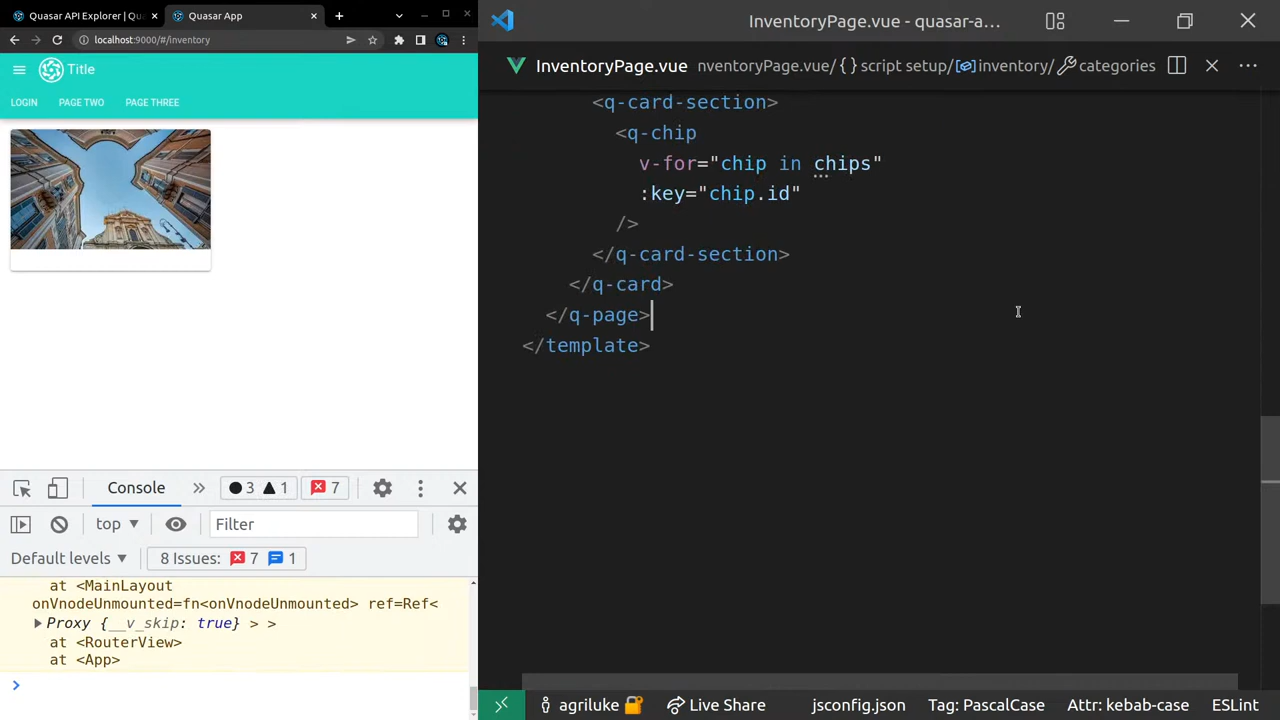 Quasar API Explorer | Qua
Quasar App
localhost:9000/#/inventory
Title
LOGIN PAGE TWO PAGE THREE
Console
3 1 7
top
Filter
Default levels
8 Issues: 7 1
at <MainLayout
onVnodeUnmounted=fn<onVnodeUnmounted> ref=Ref<
Proxy {__v_skip: true} > >
at <RouterView>
at <App>
InventoryPage.vue - quasar-a…
InventoryPage.vue nventoryPage.vue/ {} script setup/ inventory/ categories
<q-card-section>
<q-chip
v-for="chip in chips"
:key="chip.id"
/>
</q-card-section>
</q-card>
</q-page>
</template>
agriluke Live Share jsconfig.json Tag: PascalCase Attr: kebab-case ESLint